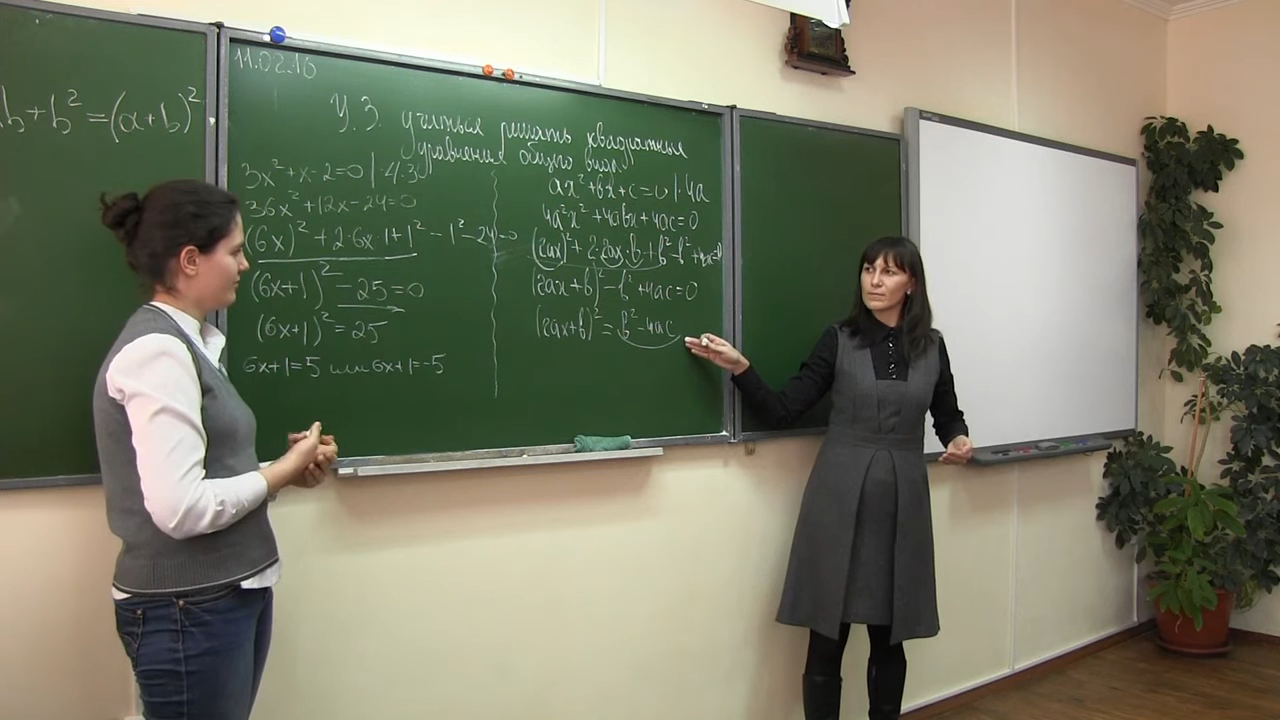 b+b²=(a+b)²
11.02.16
У.З. учиться решать квадратные
уравнения общего вида
3x²+x-2=0 |·4·3
36x²+12x-24=0
(6x)²+2·6x·1+1²-1²-24=0
(6x+1)²-25=0
(6x+1)²=25
6x+1=5 или 6x+1=-5
ax²+bx+c=0 |·4a
4a²x²+4abx+4ac=0
(2ax)²+2·2ax·b+b²-b²+4ac=0
(2ax+b)²-b²+4ac=0
(2ax+b)²=b²-4ac